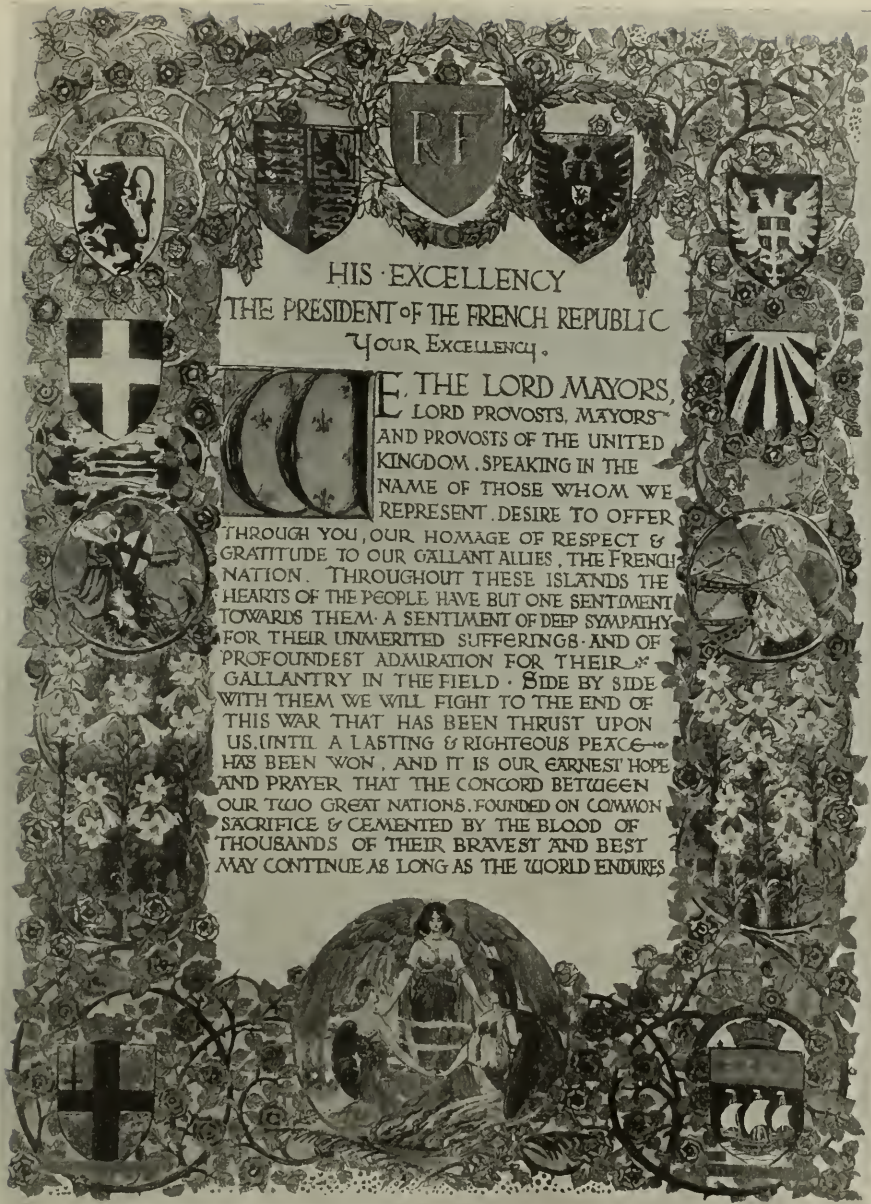 RF
HIS · EXCELLENCY
THE PRESIDENT OF THE FRENCH REPUBLIC
YOUR EXCELLENCY.
WE, THE LORD MAYORS,
LORD PROVOSTS, MAYORS
AND PROVOSTS OF THE UNITED
KINGDOM. SPEAKING IN THE
NAME OF THOSE WHOM WE
REPRESENT. DESIRE TO OFFER
THROUGH YOU, OUR HOMAGE OF RESPECT &
GRATITUDE TO OUR GALLANT ALLIES, THE FRENCH
NATION. THROUGHOUT THESE ISLANDS THE
HEARTS OF THE PEOPLE HAVE BUT ONE SENTIMENT
TOWARDS THEM · A SENTIMENT OF DEEP SYMPATHY
FOR THEIR UNMERITED SUFFERINGS · AND OF
PROFOUNDEST ADMIRATION FOR THEIR
GALLANTRY IN THE FIELD · SIDE BY SIDE
WITH THEM WE WILL FIGHT TO THE END OF
THIS WAR THAT HAS BEEN THRUST UPON
US, UNTIL A LASTING & RIGHTEOUS PEACE
HAS BEEN WON, AND IT IS OUR EARNEST HOPE
AND PRAYER THAT THE CONCORD BETWEEN
OUR TWO GREAT NATIONS. FOUNDED ON COMMON
SACRIFICE & CEMENTED BY THE BLOOD OF
THOUSANDS OF THEIR BRAVEST AND BEST
MAY CONTINUE AS LONG AS THE WORLD ENDURES